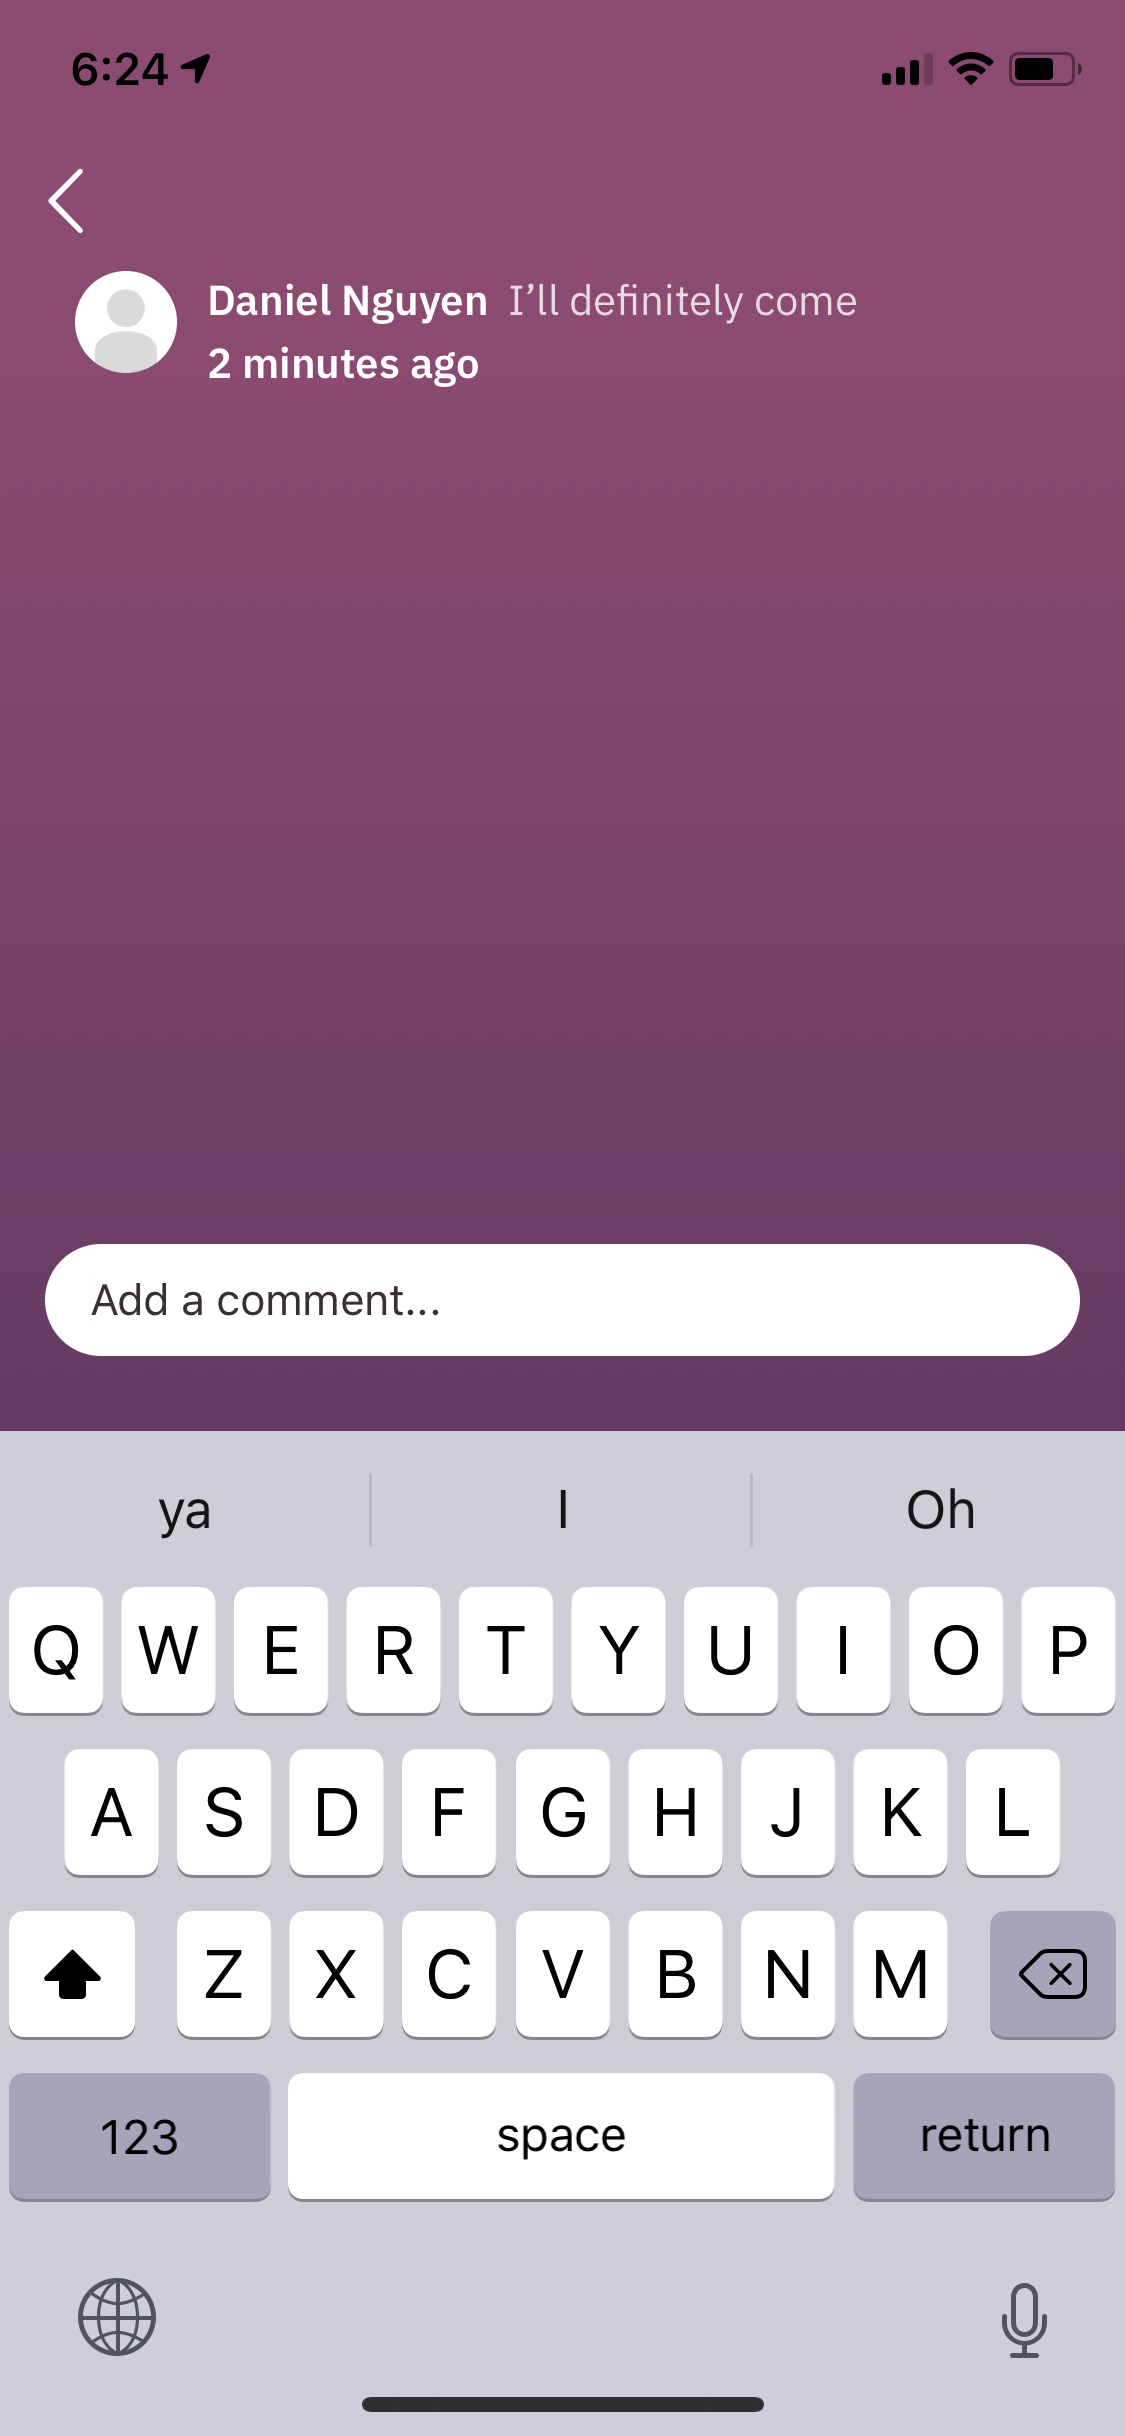 6:24
Daniel Nguyen I’ll definitely come
2 minutes ago
Add a comment...
ya I Oh
Q W E R T Y U I O P
A S D F G H J K L
Z X C V B N M
123 space return